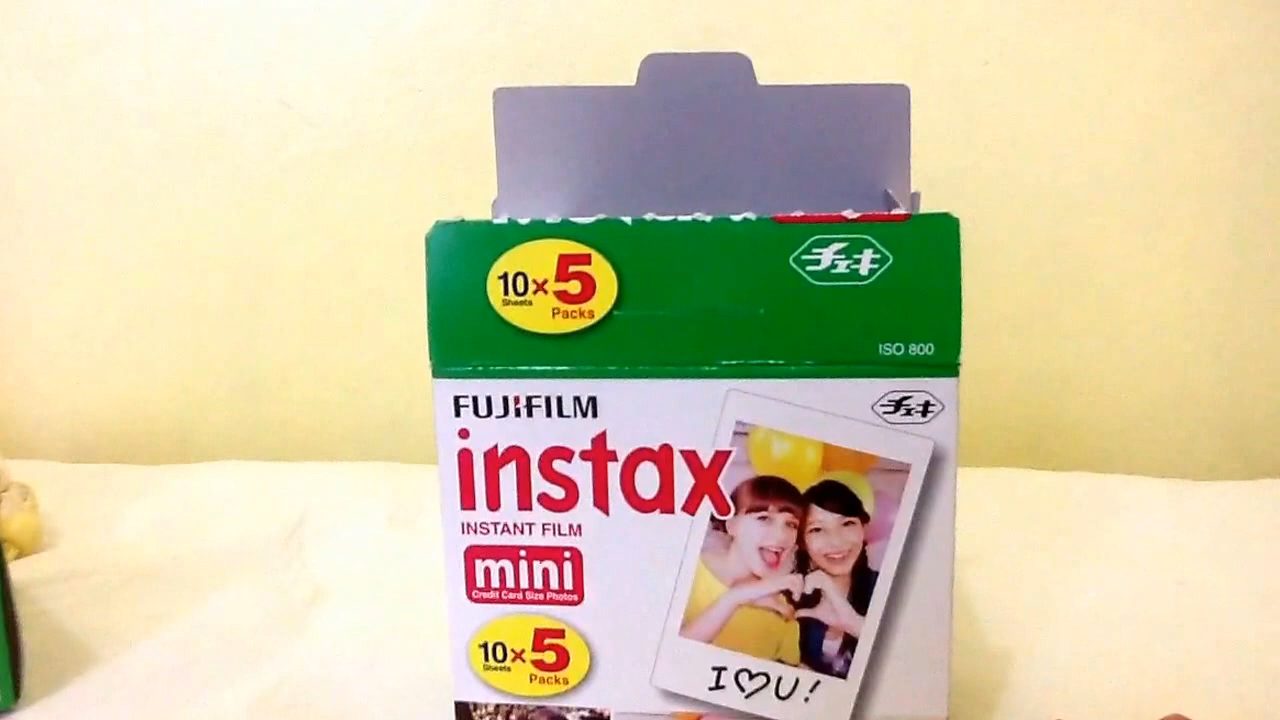 10×5
Sheets
Packs
チェキ
ISO 800
FUJIFILM
チェキ
instax
INSTANT FILM
mini
Credit Card Size Photos
10×5
Sheets
Packs
I♡U!